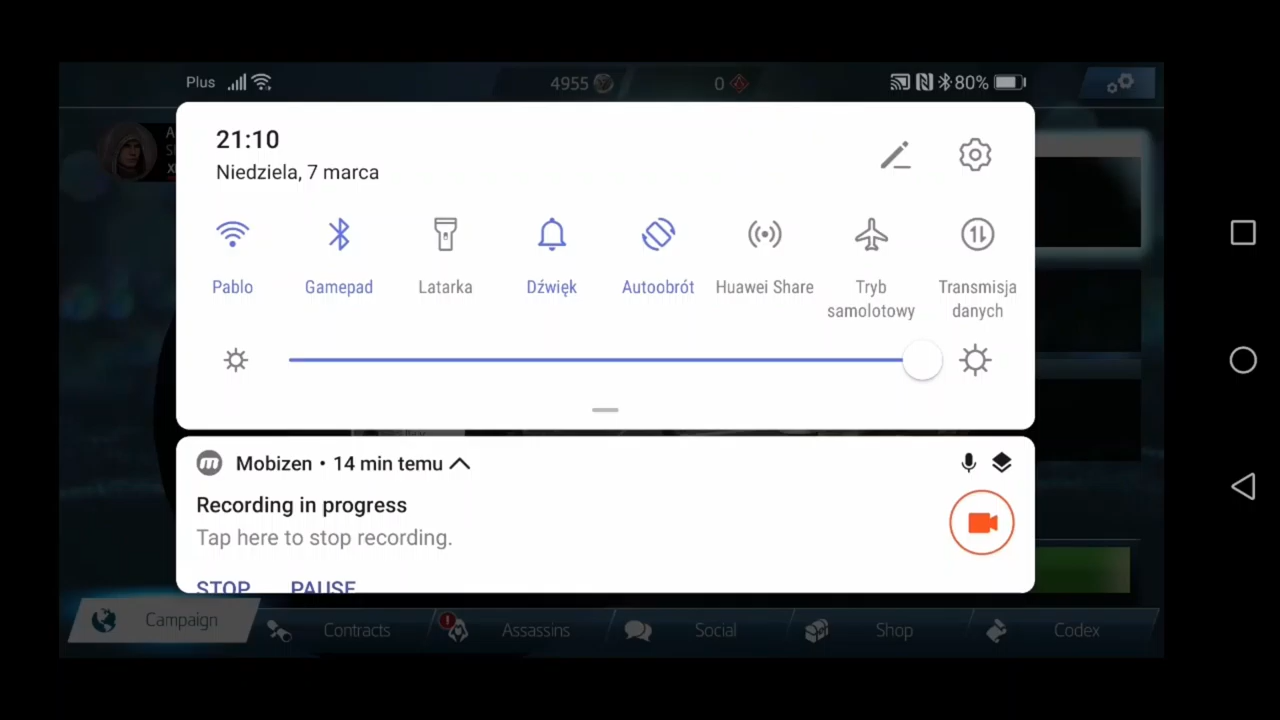 Plus 4955 0 80%
21:10
Niedziela, 7 marca
Pablo Gamepad Latarka Dźwięk Autoobrót Huawei Share Tryb samolotowy Transmisja danych
Mobizen • 14 min temu
Recording in progress
Tap here to stop recording.
STOP PAUSE
Campaign Contracts Assassins Social Shop Codex